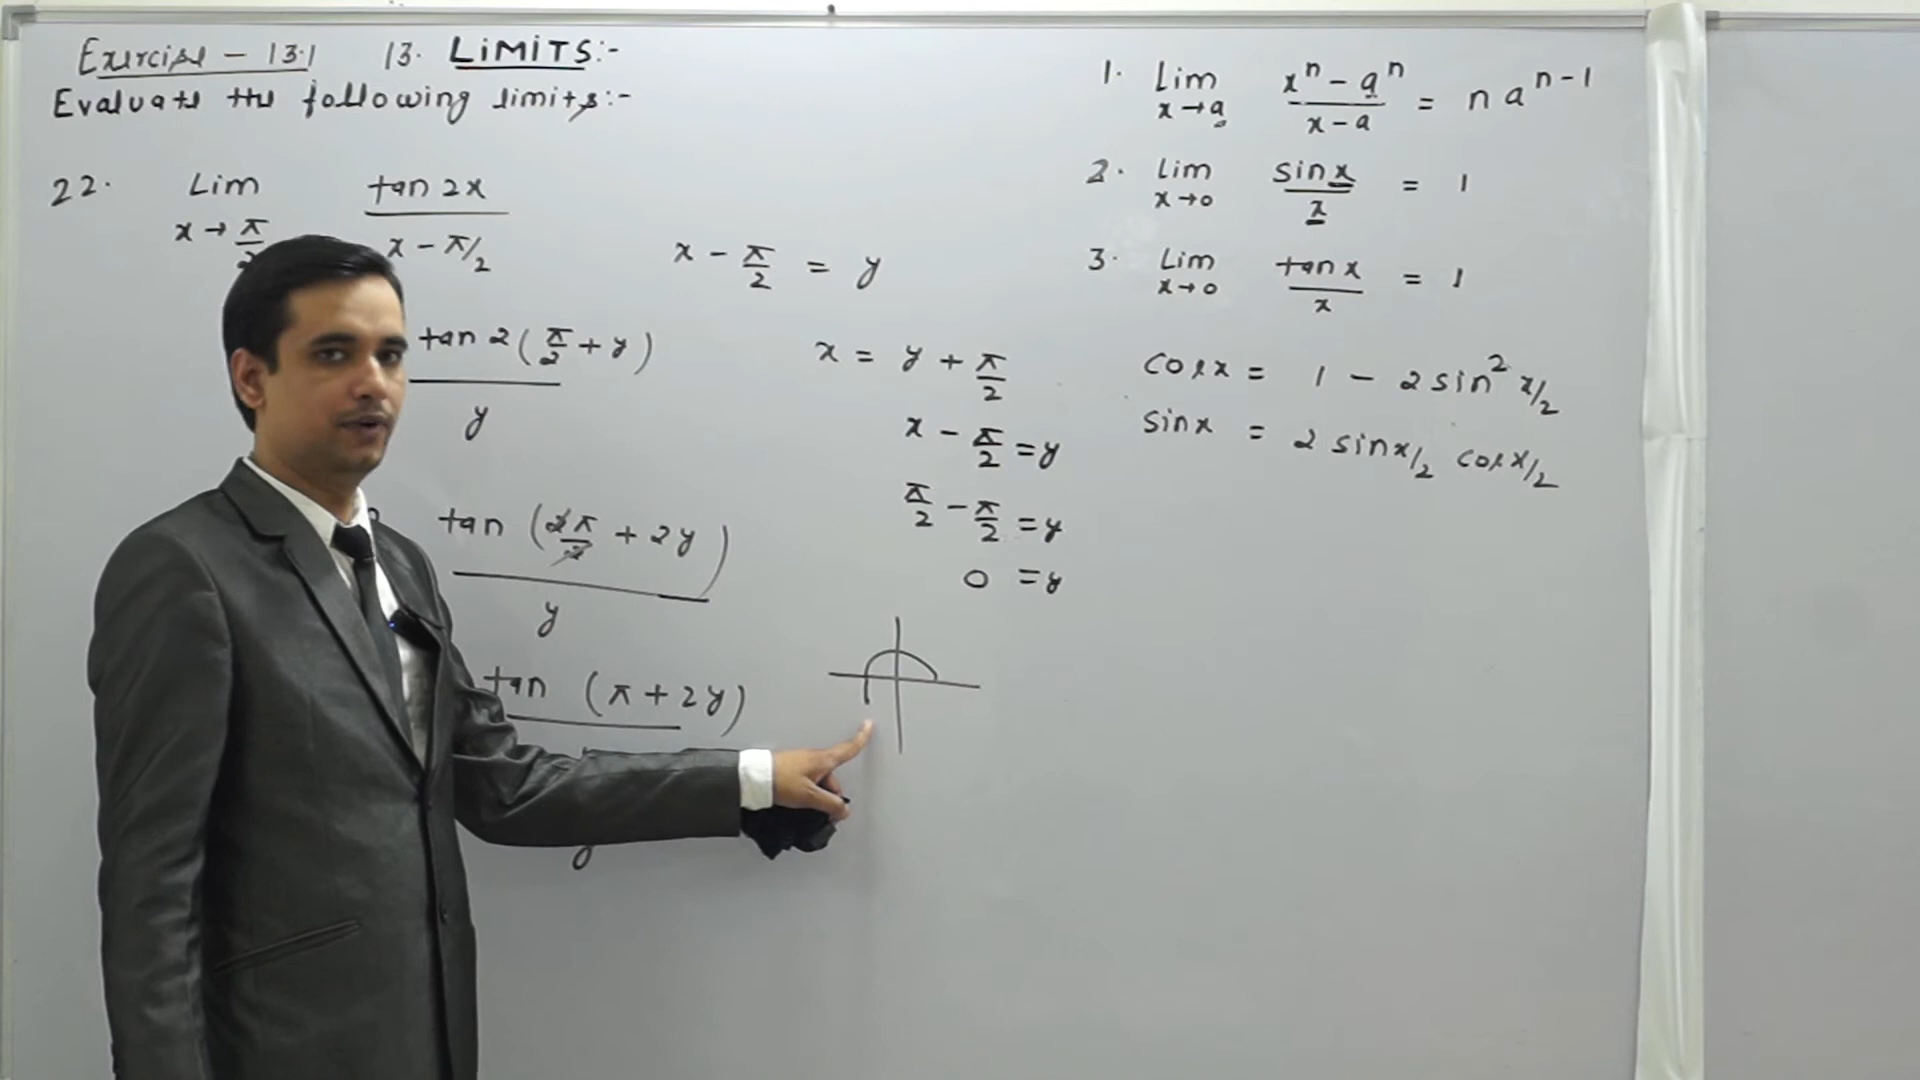 Exercise - 13.1 13. LIMITS:-
Evaluate the following limits:-
22. Lim x→π/2 tan 2x / x - π/2
x - π/2 = y
tan 2(π/2 + y) / y
x = y + π/2
x - π/2 = y
π/2 - π/2 = y
0 = y
tan (2π/2 + 2y) / y
tan (π + 2y)
y
1. Lim x→a xⁿ - aⁿ / x - a = n aⁿ⁻¹
2. Lim x→0 sin x / x = 1
3. Lim x→0 tan x / x = 1
cos x = 1 - 2 sin² x/2
sin x = 2 sin x/2 cos x/2